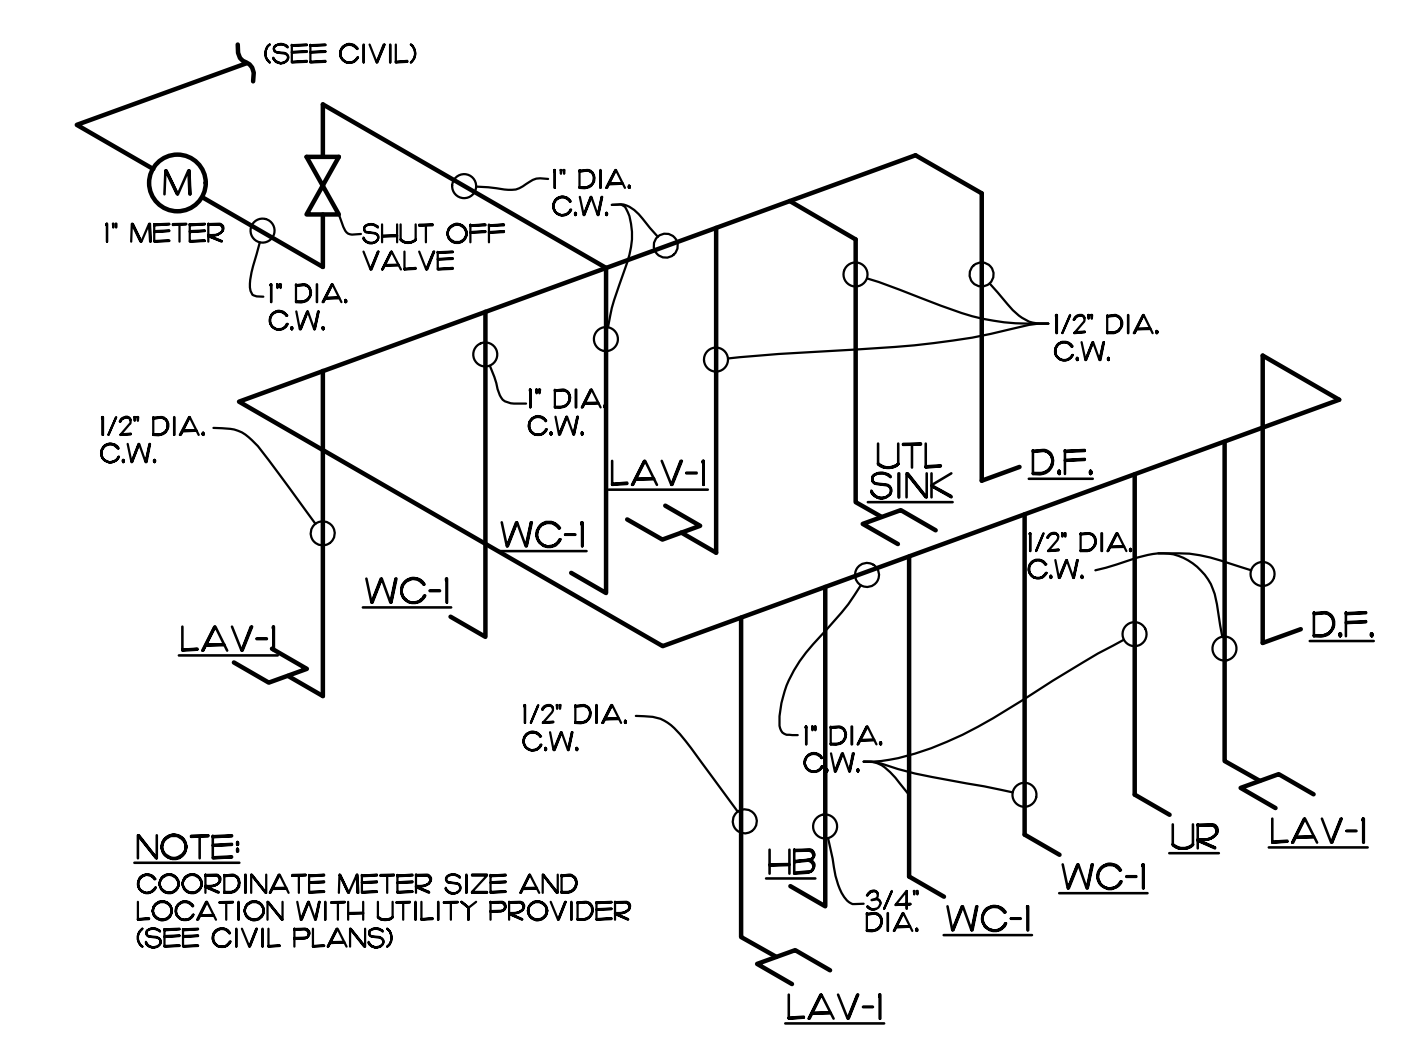 (SEE CIVIL)
M
1" METER
SHUT OFF
VALVE
1" DIA.
C.W.
1" DIA.
C.W.
1/2" DIA.
C.W.
1" DIA.
C.W.
1/2" DIA.
C.W.
LAV-1
UTL
SINK
D.F.
WC-1
WC-1
LAV-1
1/2" DIA.
C.W.
D.F.
1/2" DIA.
C.W.
1" DIA.
C.W.
HB
3/4"
DIA.
WC-1
WC-1
UR
LAV-1
LAV-1
NOTE:
COORDINATE METER SIZE AND
LOCATION WITH UTILITY PROVIDER
(SEE CIVIL PLANS)